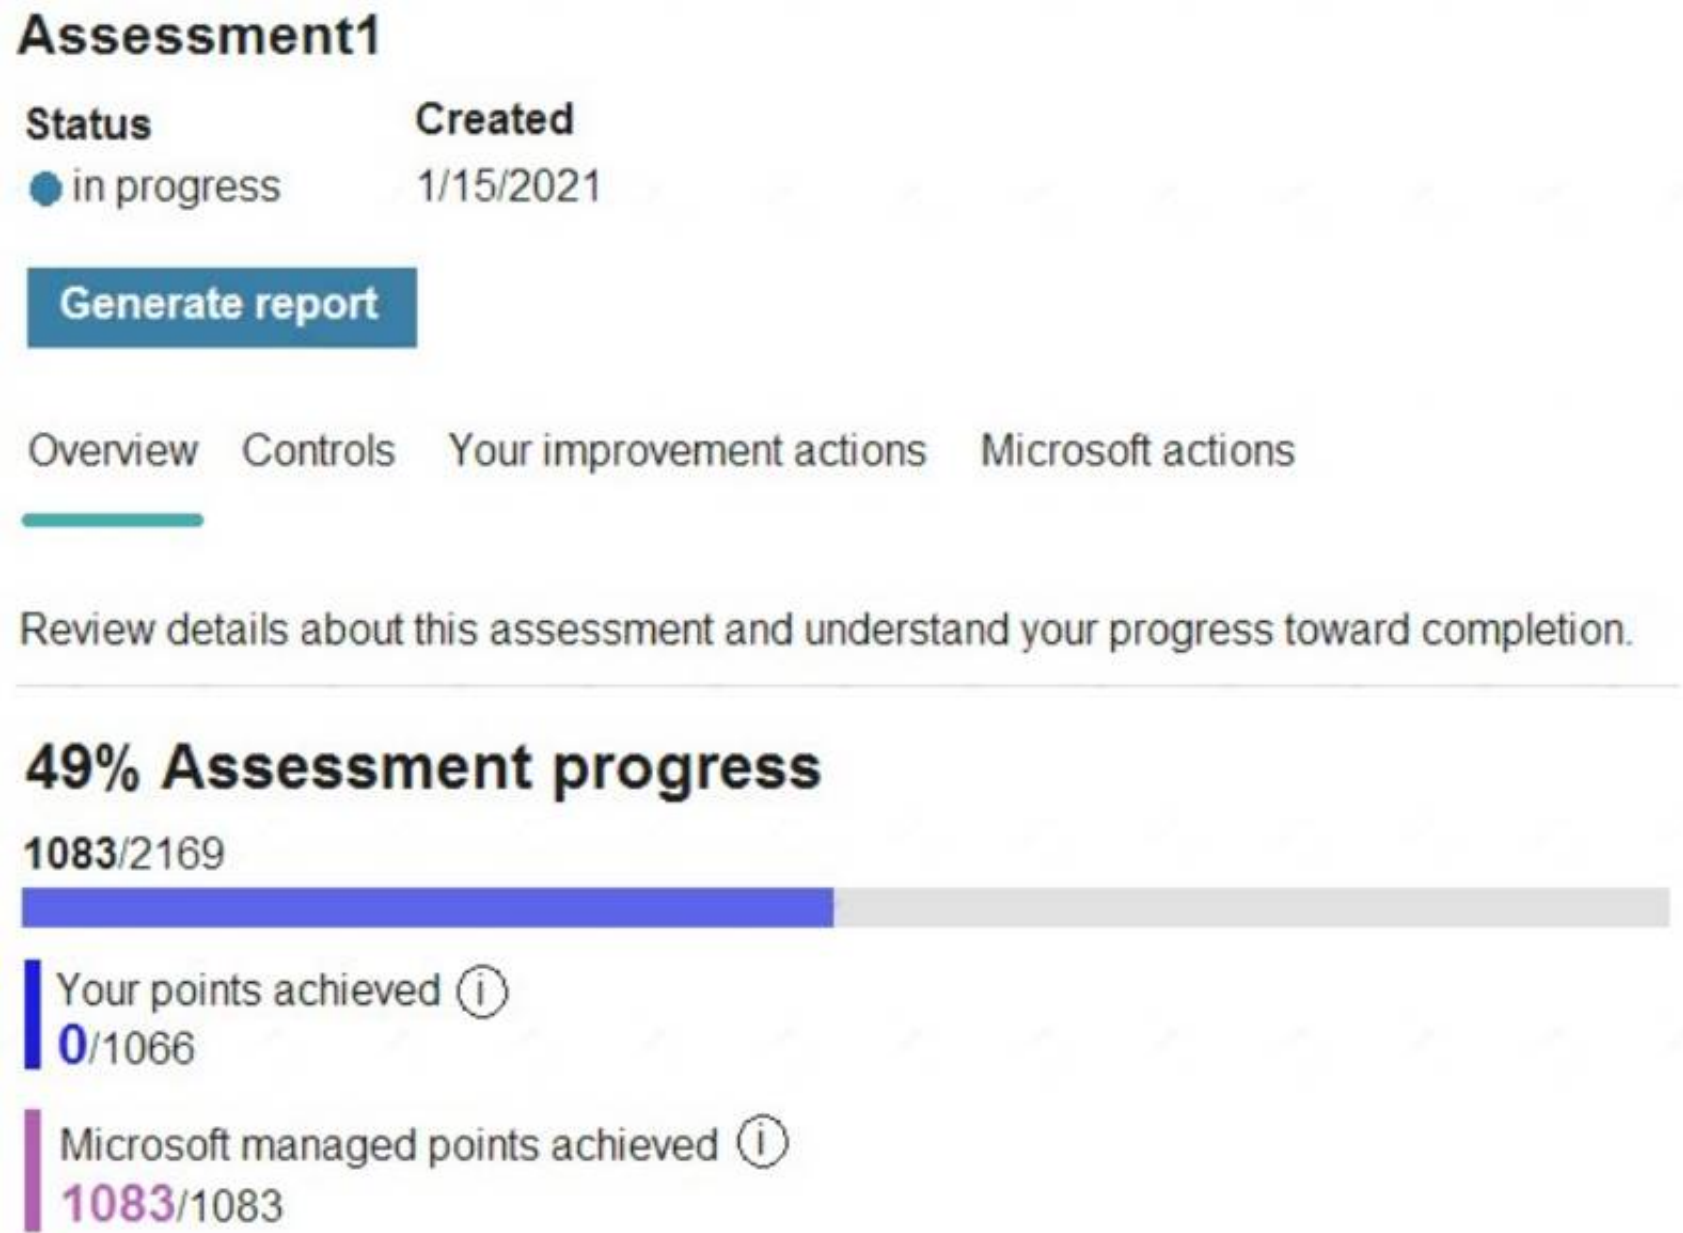 Assessment1
Status Created
in progress 1/15/2021
Generate report
Overview Controls Your improvement actions Microsoft actions
Review details about this assessment and understand your progress toward completion.
49% Assessment progress
1083/2169
Your points achieved i
0/1066
Microsoft managed points achieved i
1083/1083